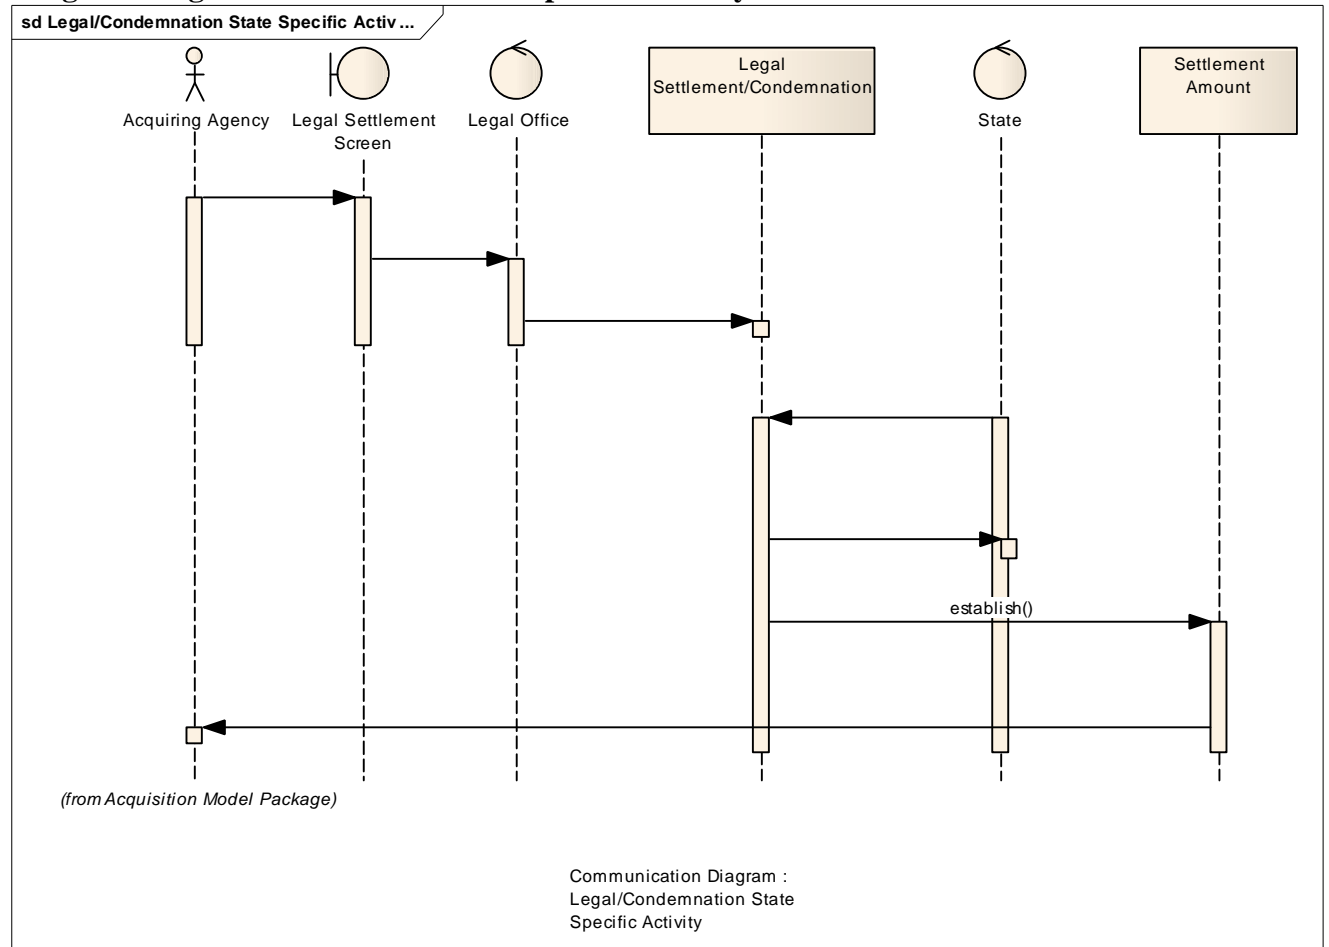 sd Legal/Condemnation State Specific Activ...
Acquiring Agency
Legal Settlement
Screen
Legal Office
Legal
Settlement/Condemnation
State
Settlement
Amount
establish()
(from Acquisition Model Package)
Communication Diagram :
Legal/Condemnation State
Specific Activity